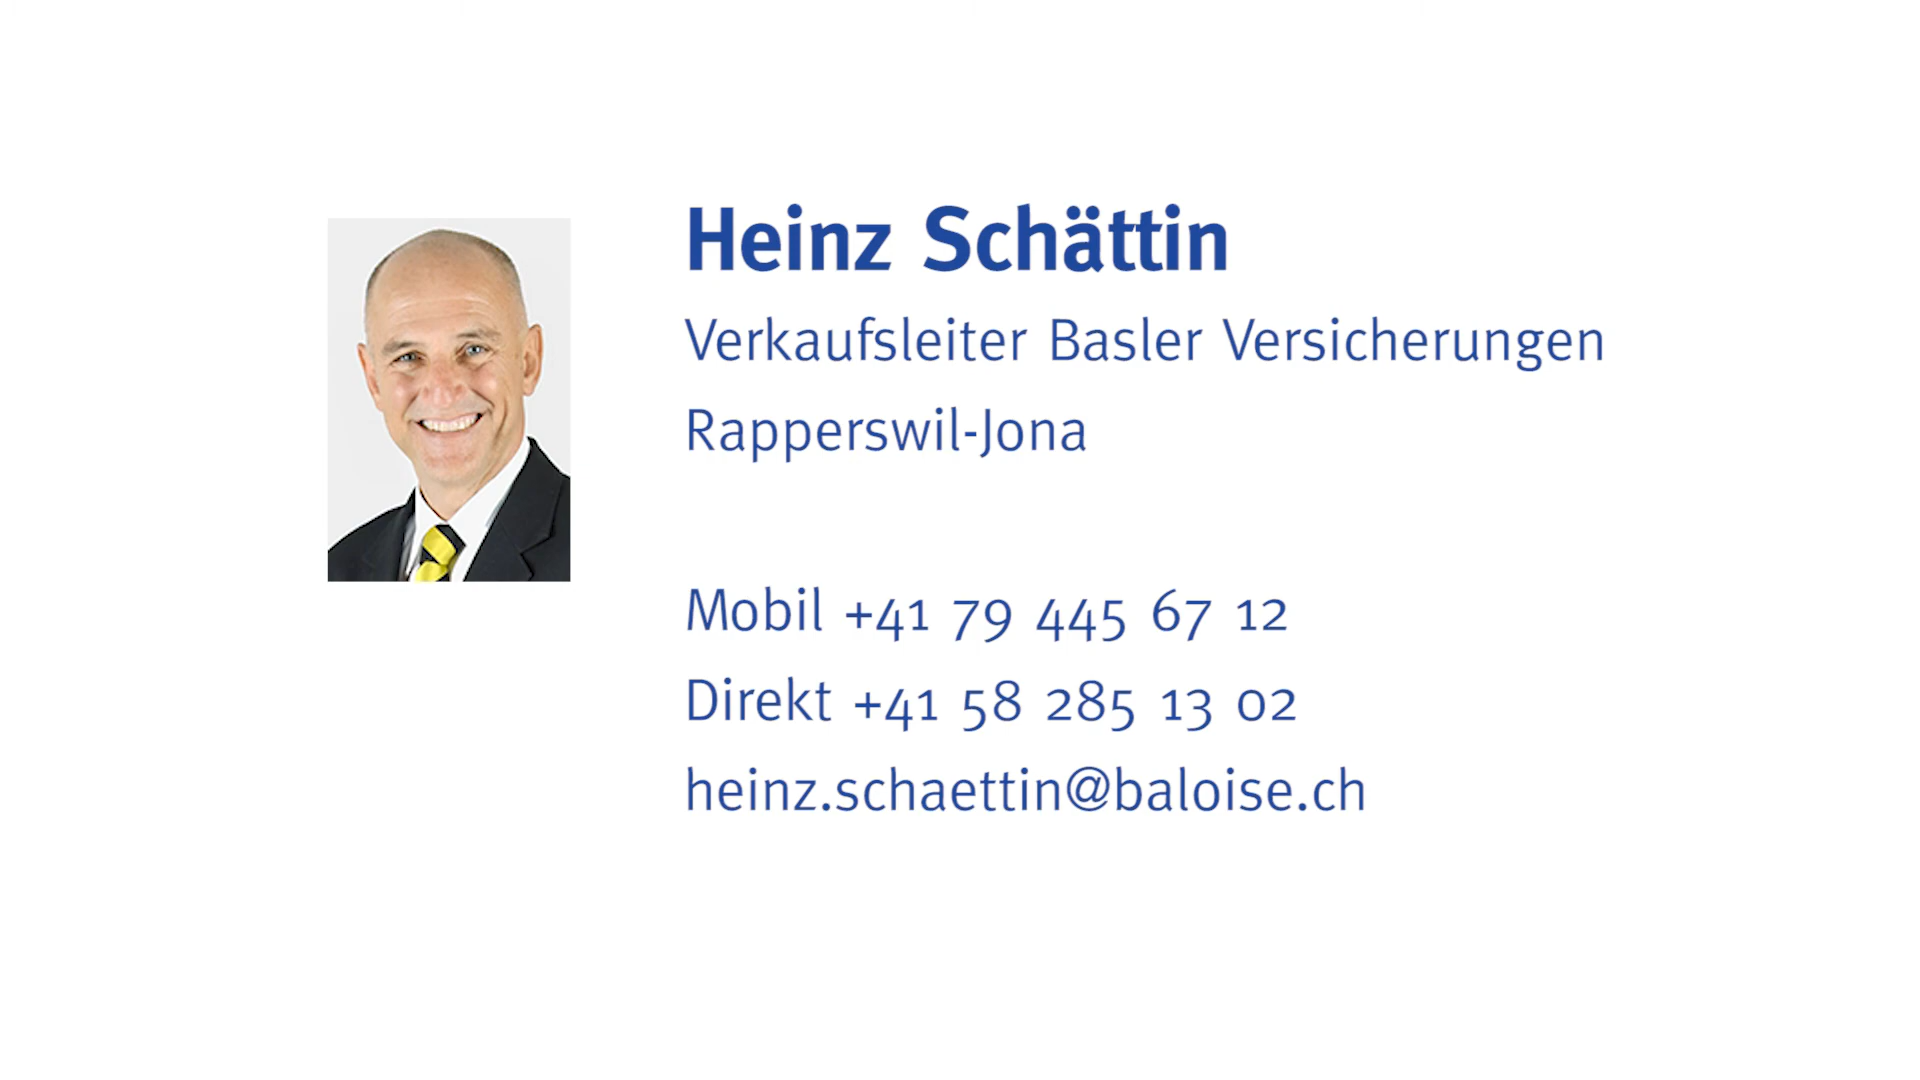 Heinz Schättin
Verkaufsleiter Basler Versicherungen
Rapperswil-Jona
Mobil +41 79 445 67 12
Direkt +41 58 285 13 02
heinz.schaettin@baloise.ch